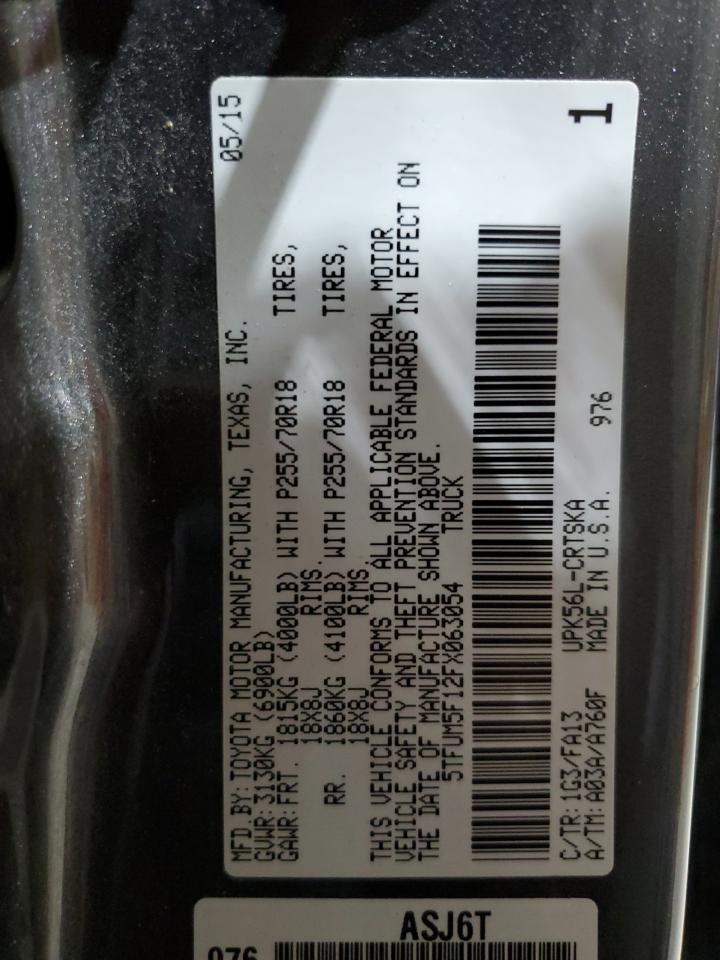 MFD.BY:TOYOTA MOTOR MANUFACTURING, TEXAS, INC. 05/15
GVWR:3130KG (6900LB)
GAWR:FRT. 1815KG (4000LB) WITH P255/70R18 TIRES,
18X8J RIMS.
RR. 1860KG (4100LB) WITH P255/70R18 TIRES,
18X8J RIMS.
THIS VEHICLE CONFORMS TO ALL APPLICABLE FEDERAL MOTOR
VEHICLE SAFETY AND THEFT PREVENTION STANDARDS IN EFFECT ON
THE DATE OF MANUFACTURE SHOWN ABOVE.
5TFUM5F12FX063054 TRUCK
C/TR:1G3/FA13 UPK56L-CRTSKA 976
A/TM:A03A/A760F MADE IN U.S.A.
1
ASJ6T
976